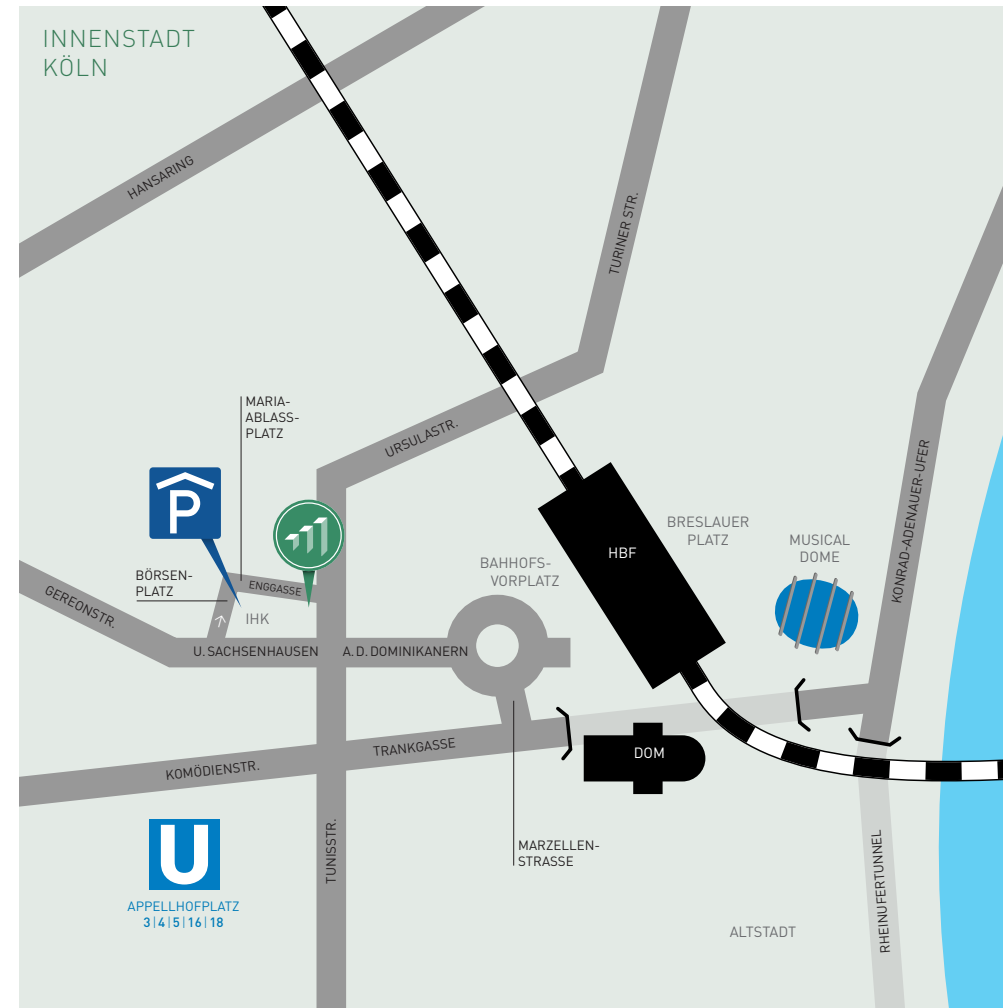 INNENSTADT
KÖLN
HANSARING
TURINER STR.
MARIA-
ABLASS-
PLATZ
URSULASTR.
P
KONRAD-ADENAUER-UFER
BRESLAUER
PLATZ
HBF
MUSICAL
DOME
BAHHOFS-
VORPLATZ
BÖRSEN-
PLATZ
ENGGASSE
GEREONSTR.
IHK
U. SACHSENHAUSEN
A. D. DOMINIKANERN
TRANKGASSE
DOM
KOMÖDIENSTR.
U
APPELLHOFPLATZ
3|4|5|16|18
TUNISSTR.
MARZELLEN-
STRASSE
RHEINUFERTUNNEL
ALTSTADT